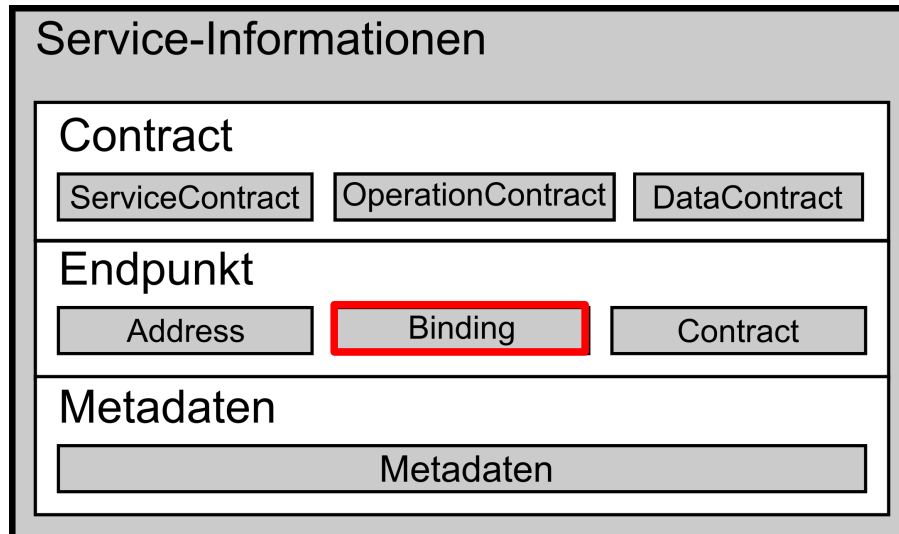 Service-Informationen
Contract
ServiceContract OperationContract DataContract
Endpunkt
Address Binding Contract
Metadaten
Metadaten